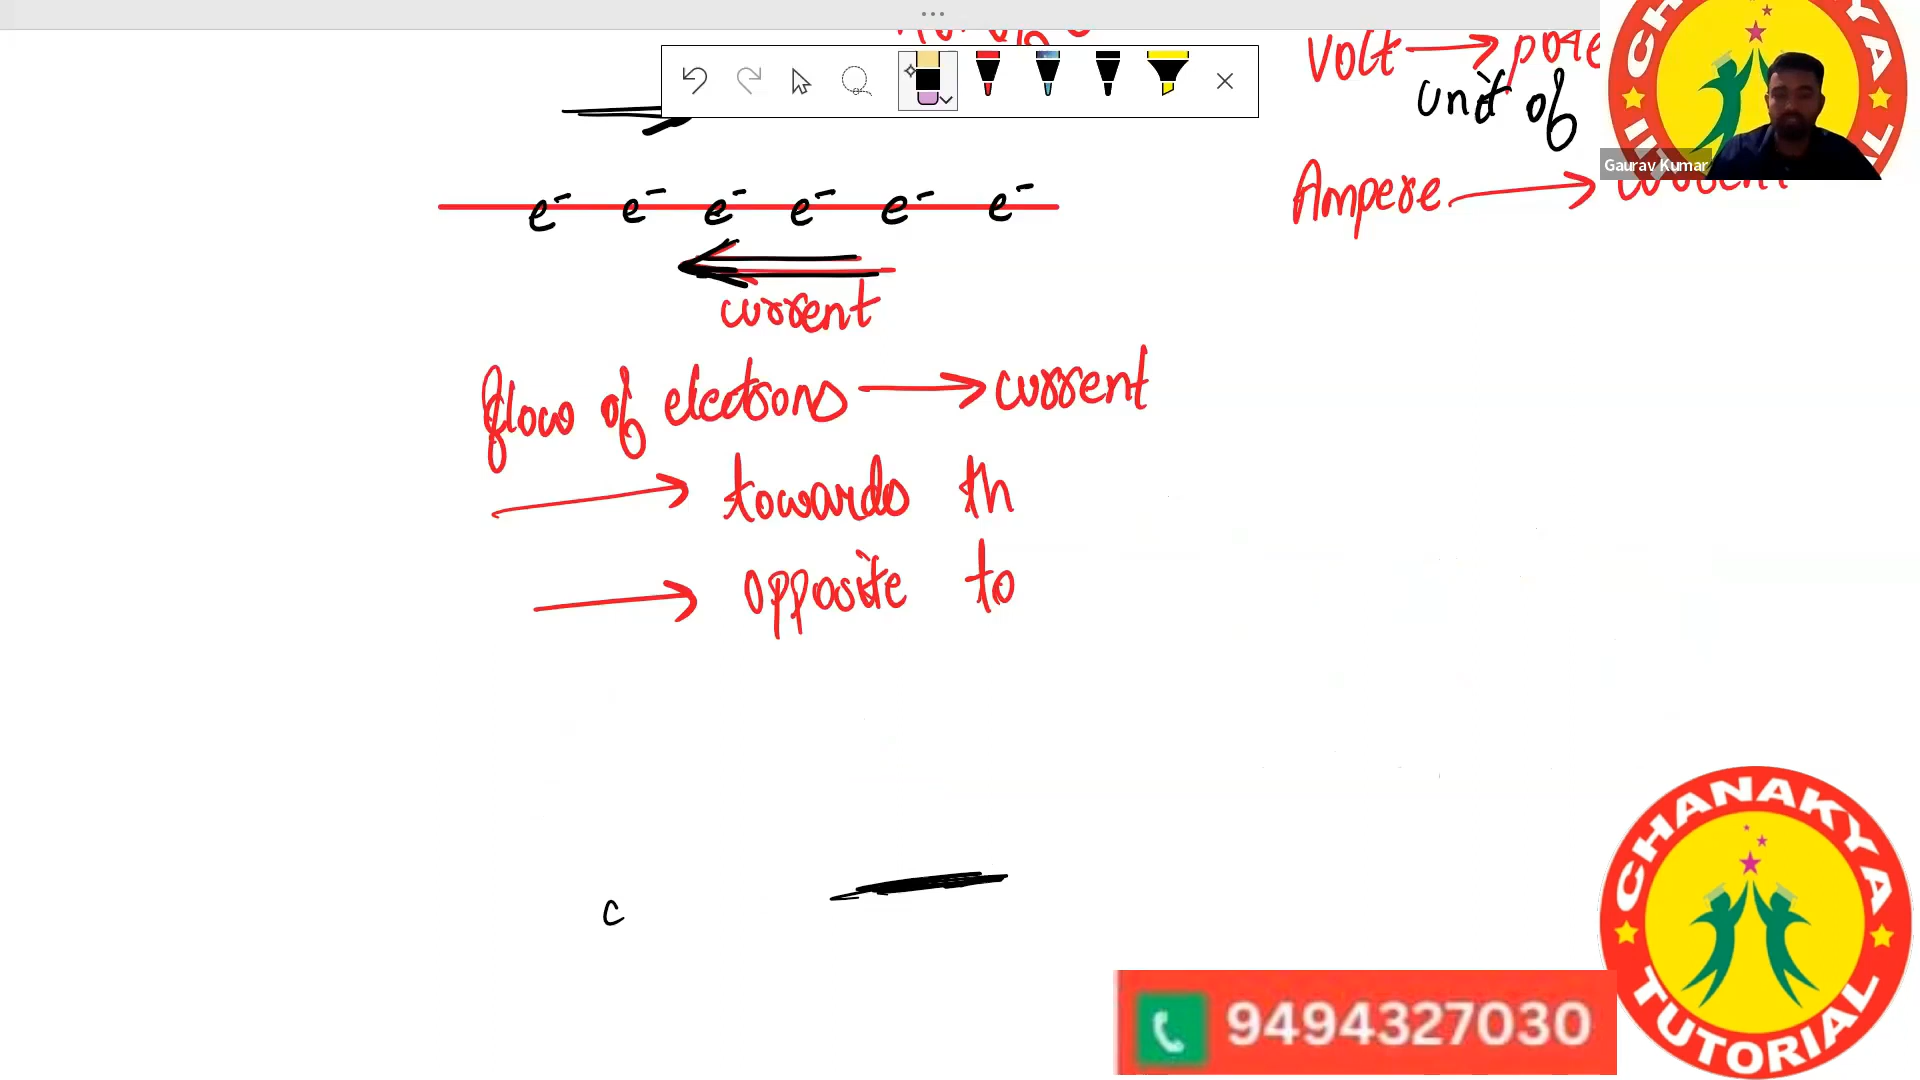 Volt → pote
unit of
Gaurav Kumar
Ampere → current
e⁻ e⁻ e⁻ e⁻ e⁻ e⁻
current
flow of electrons → current
→ towards th
→ opposite to
c
CHANAKYA
TUTORIAL
9494327030